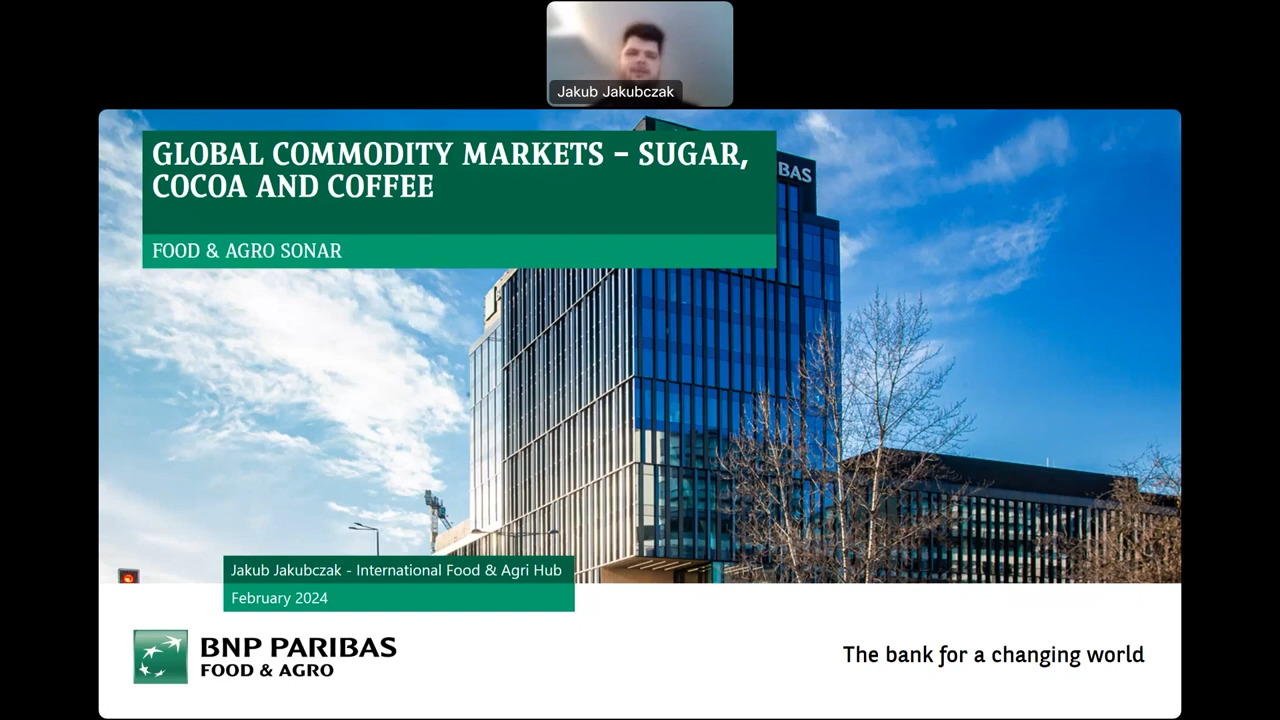 Jakub Jakubczak
GLOBAL COMMODITY MARKETS – SUGAR,
COCOA AND COFFEE
BAS
FOOD & AGRO SONAR
Jakub Jakubczak - International Food & Agri Hub
February 2024
BNP PARIBAS
FOOD & AGRO
The bank for a changing world